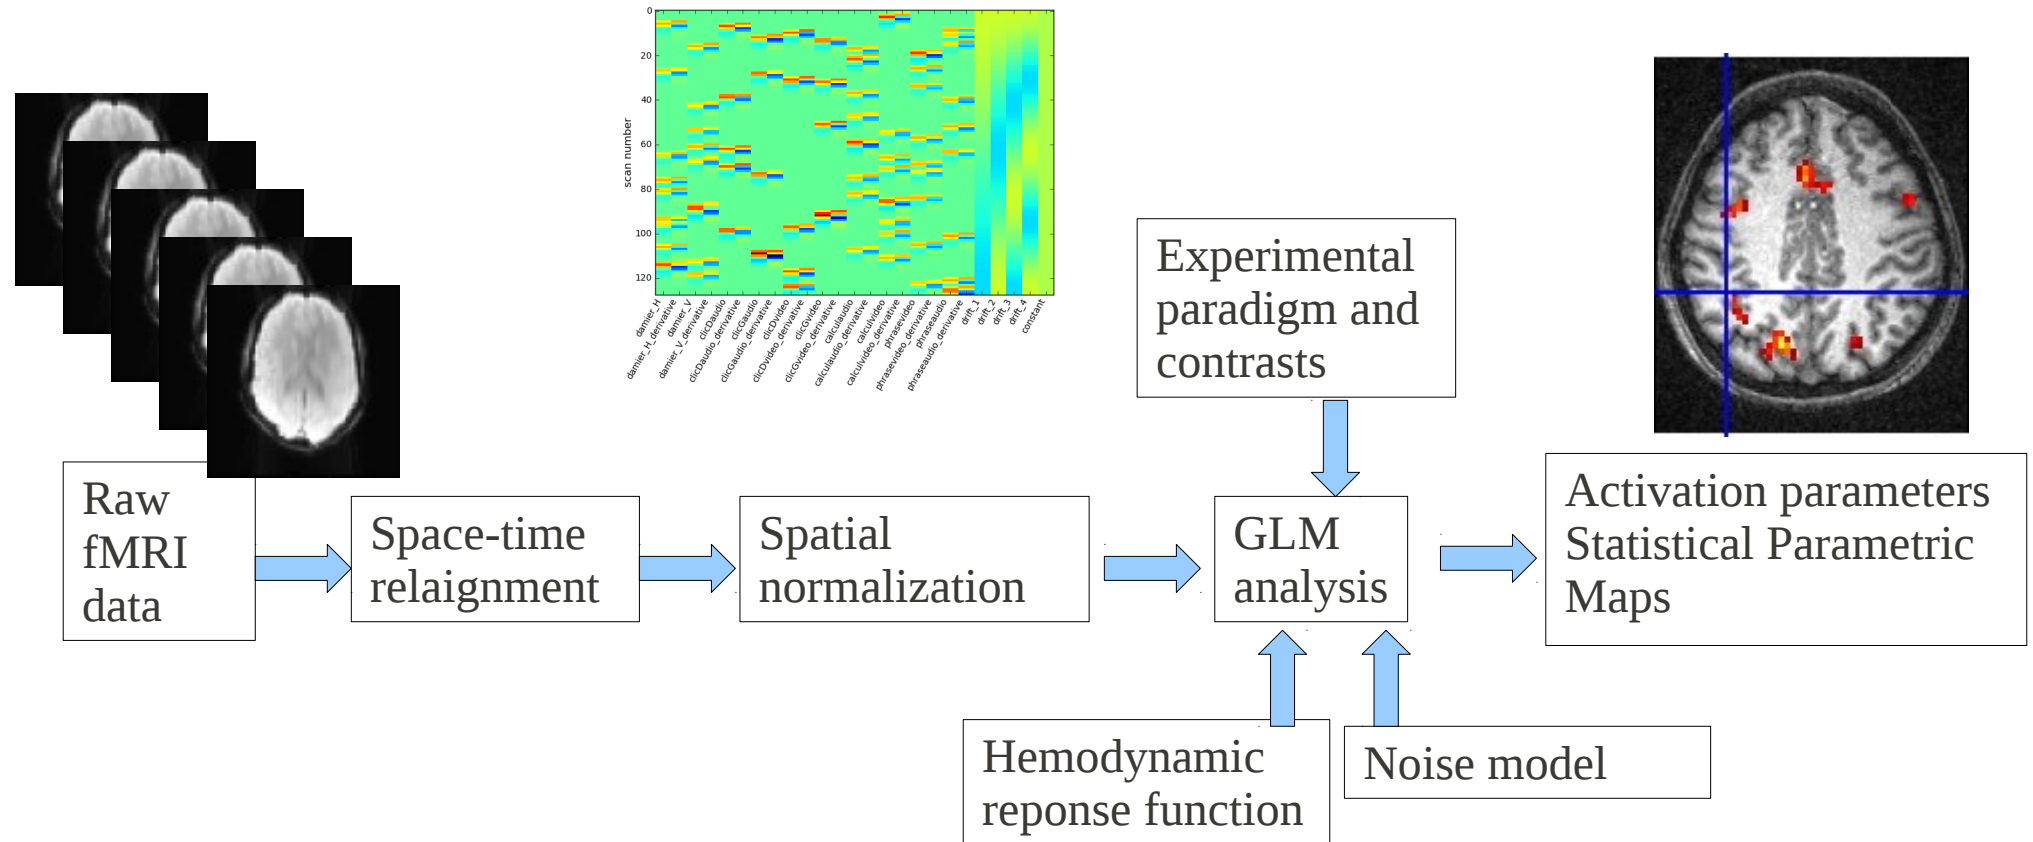 0
20
40
60
80
100
120
scan number
damier_H
damier_H_derivative
damier_V
damier_V_derivative
clicDaudio
clicDaudio_derivative
clicGaudio
clicGaudio_derivative
clicDvideo
clicDvideo_derivative
clicGvideo
clicGvideo_derivative
calculaudio
calculaudio_derivative
calculvideo
calculvideo_derivative
phrasevideo
phrasevideo_derivative
phraseaudio
phraseaudio_derivative
drift_1
drift_2
drift_3
drift_4
constant
Experimental
paradigm and
contrasts
Raw
fMRI
data
Space-time
relaignment
Spatial
normalization
GLM
analysis
Activation parameters
Statistical Parametric
Maps
Hemodynamic
reponse function
Noise model